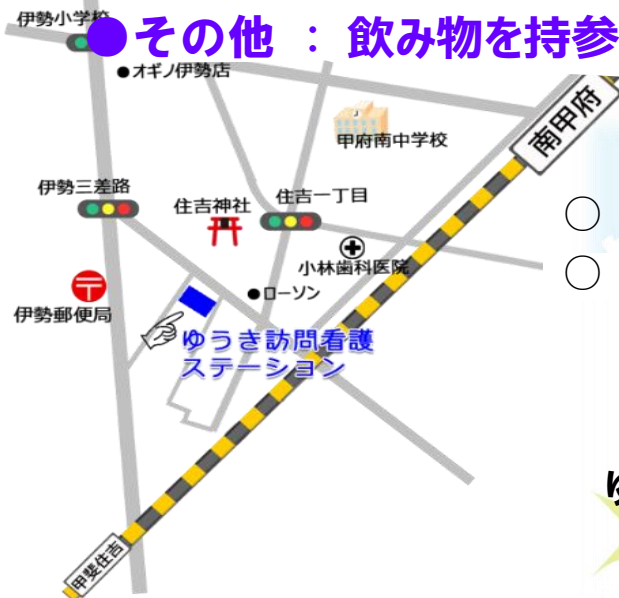 伊勢小学校
●その他 : 飲み物を持参
●オギノ伊勢店
甲府南中学校
南甲府
伊勢三差路
住吉神社
住吉一丁目
○
小林歯科医院
○
●ローソン
伊勢郵便局
ゆうき訪問看護
ステーション
ゆ
甲斐住吉